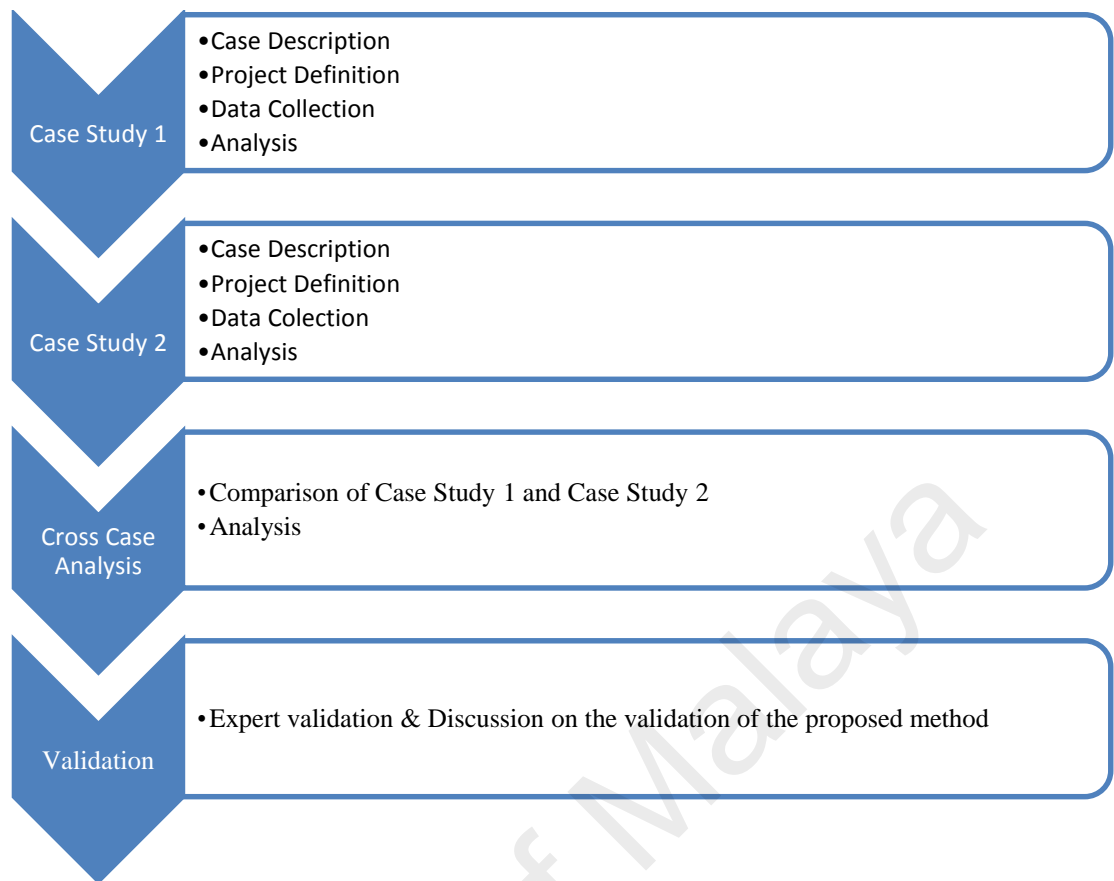 Case Study 1
•Case Description
•Project Definition
•Data Collection
•Analysis
Case Study 2
•Case Description
•Project Definition
•Data Colection
•Analysis
Cross Case
Analysis
•Comparison of Case Study 1 and Case Study 2
•Analysis
Validation
•Expert validation & Discussion on the validation of the proposed method
of Malaya